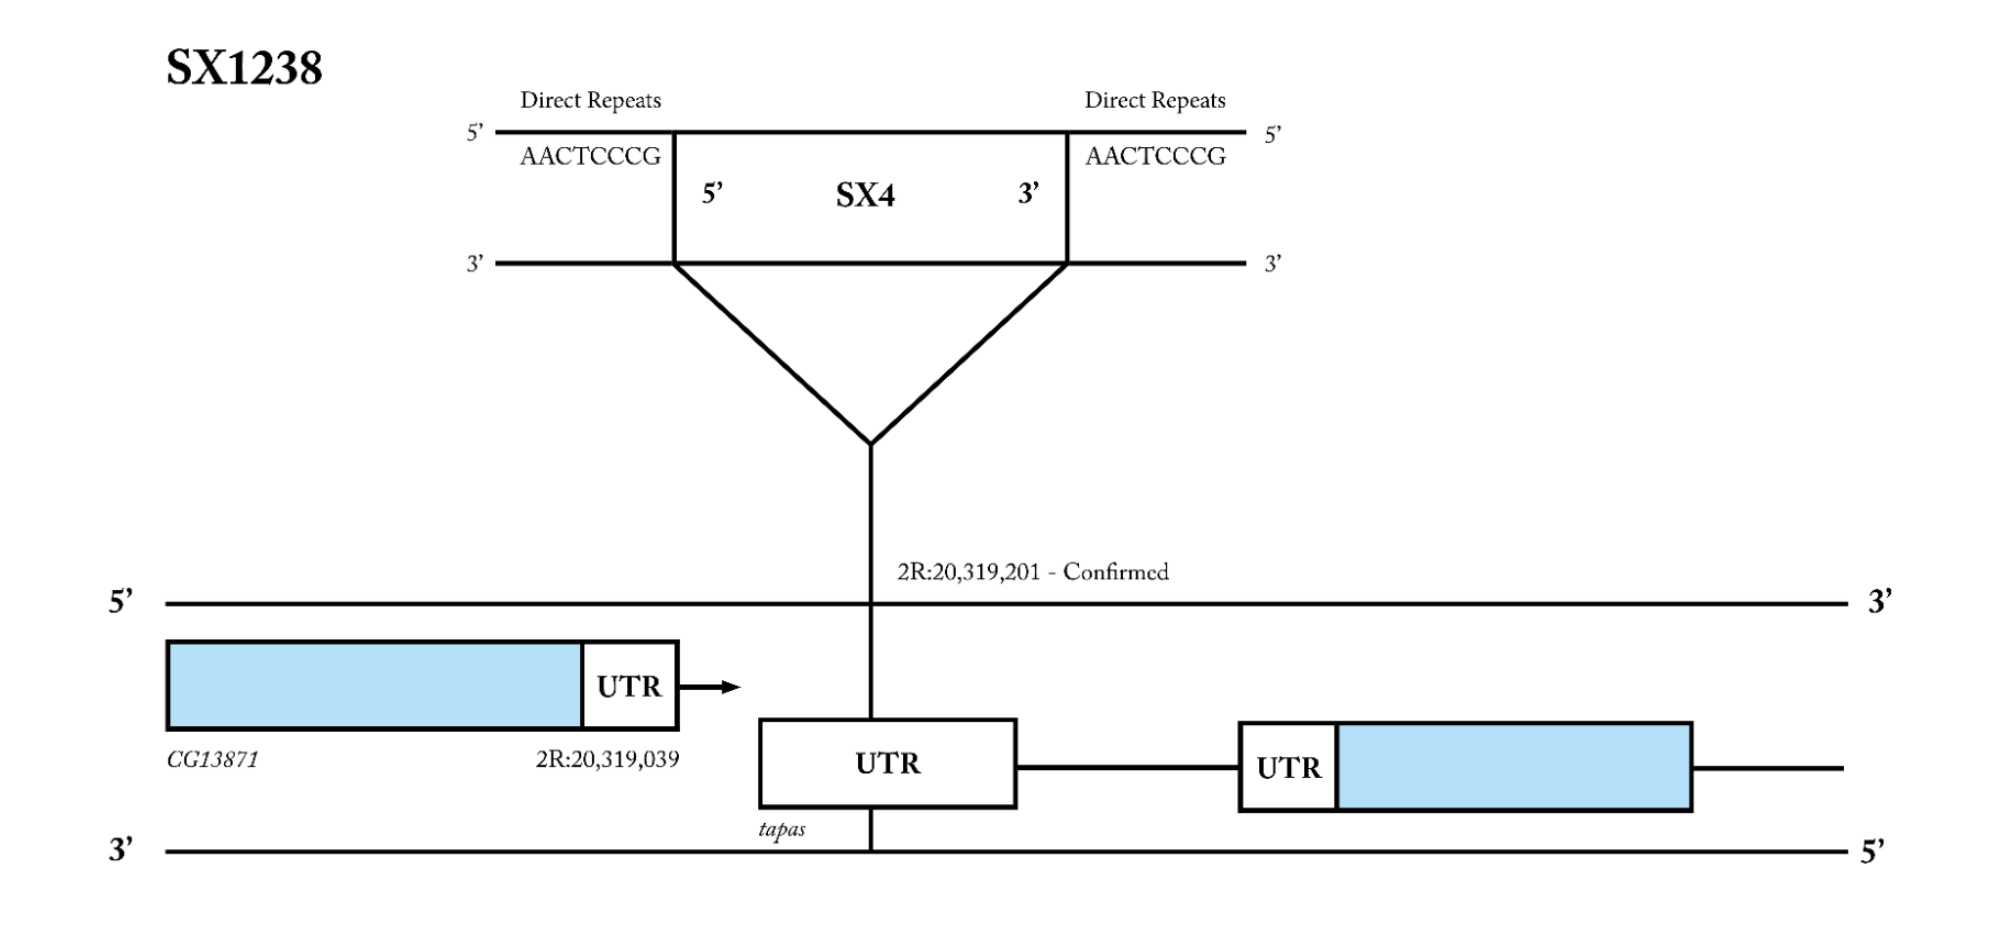 SX1238
Direct Repeats
Direct Repeats
5’
5’
AACTCCCG
AACTCCCG
5’
SX4
3’
3’
3’
2R:20,319,201 - Confirmed
5’
3’
UTR
CG13871
2R:20,319,039
UTR
UTR
tapas
3’
5’